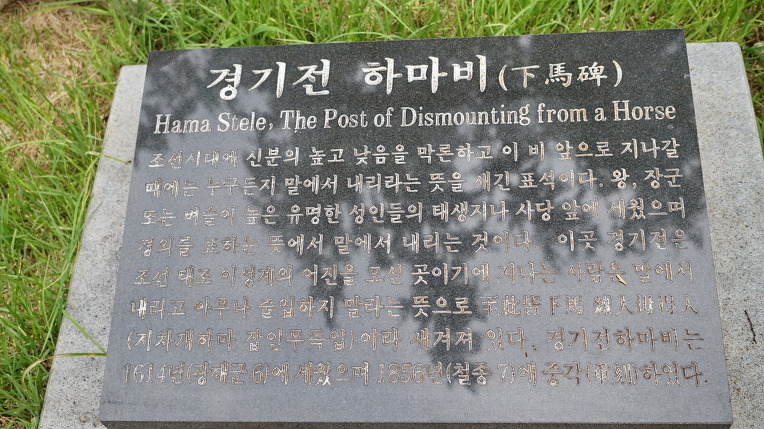 경기전 하마비(下馬碑)
Hama Stele, The Post of Dismounting from a Horse
조선시대에 신분의 높고 낮음을 막론하고 이 비 앞으로 지나갈
때에는 누구든지 말에서 내리라는 뜻을 새긴 표석이다. 왕, 장군
또는 벼슬이 높은 유명한 성인들의 태생지나 사당 앞에 세웠으며
경의를 표하는 뜻에서 말에서 내리는 것이다. 이곳 경기전은
조선 태조 이성계의 어진을 모신 곳이기에 지나는 사람은 말에서
내리고 아무나 출입하지 말라는 뜻으로 至此皆下馬 雜人毋得入
(지차개하마 잡인무득입)이라 새겨져 있다. 경기전하마비는
1614년(광해군 6)에 세웠으며 1856년(철종 7)에 중각(重刻)하였다.